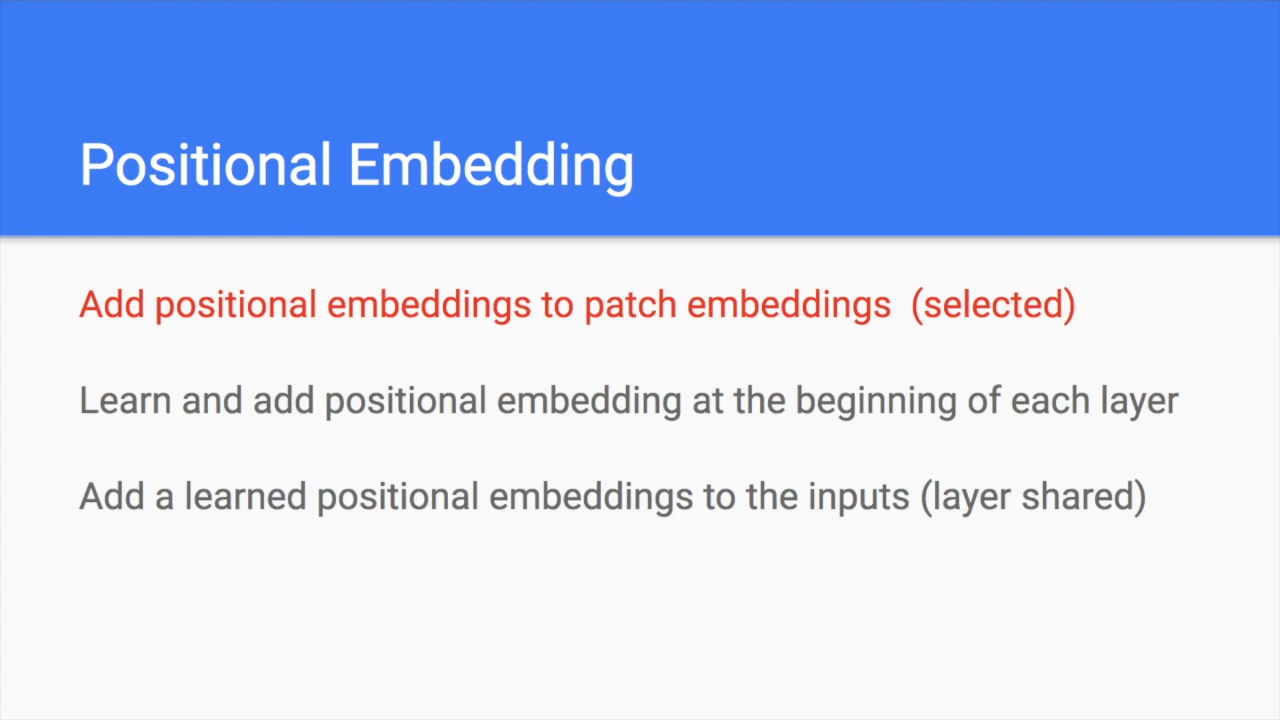 Positional Embedding
Add positional embeddings to patch embeddings  (selected)
Learn and add positional embedding at the beginning of each layer
Add a learned positional embeddings to the inputs (layer shared)